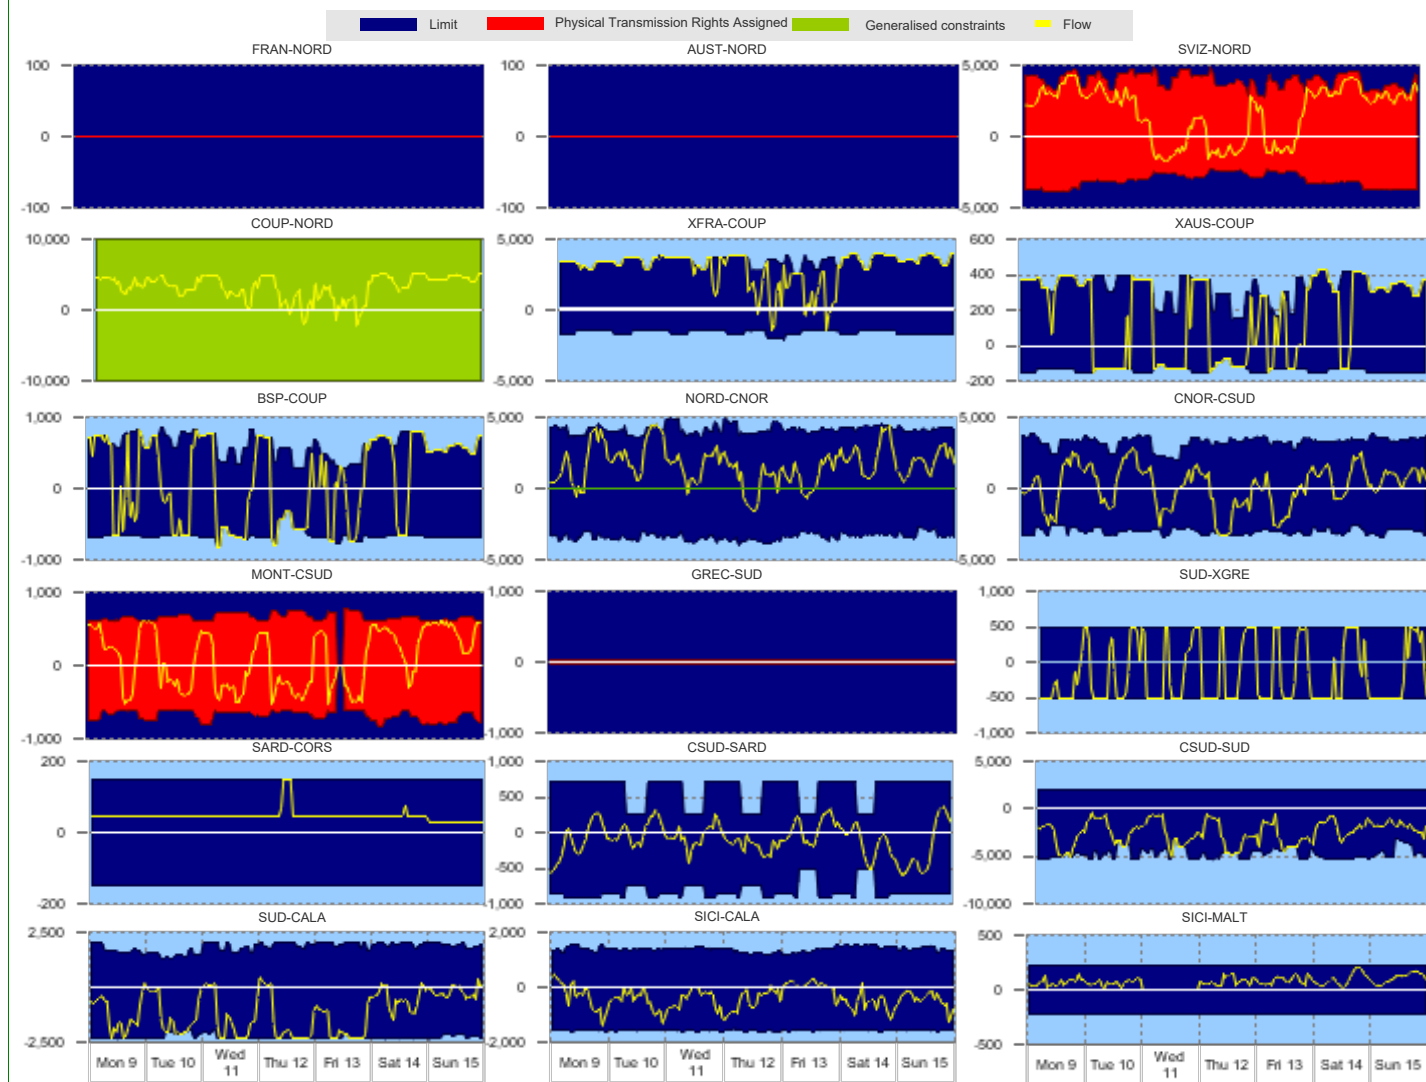 Limit Physical Transmission Rights Assigned Generalised constraints Flow
FRAN-NORD AUST-NORD SVIZ-NORD
100 100 5,000
0 0 0
-100 -100 -5,000
COUP-NORD XFRA-COUP XAUS-COUP
10,000 5,000 600
400
0 0 200
0
-10,000 -5,000 -200
BSP-COUP NORD-CNOR CNOR-CSUD
1,000 5,000 5,000
0 0 0
-1,000 -5,000 -5,000
MONT-CSUD GREC-SUD SUD-XGRE
1,000 1,000 1,000
500
0 0 0
-500
-1,000 -1,000 -1,000
SARD-CORS CSUD-SARD CSUD-SUD
200 1,000 5,000
500
0 0 0
-500 -5,000
-200 -1,000 -10,000
SUD-CALA SICI-CALA SICI-MALT
2,500 2,000 500
0 0 0
-2,500 -2,000 -500
Mon 9 Tue 10 Wed 11 Thu 12 Fri 13 Sat 14 Sun 15 Mon 9 Tue 10 Wed 11 Thu 12 Fri 13 Sat 14 Sun 15 Mon 9 Tue 10 Wed 11 Thu 12 Fri 13 Sat 14 Sun 15